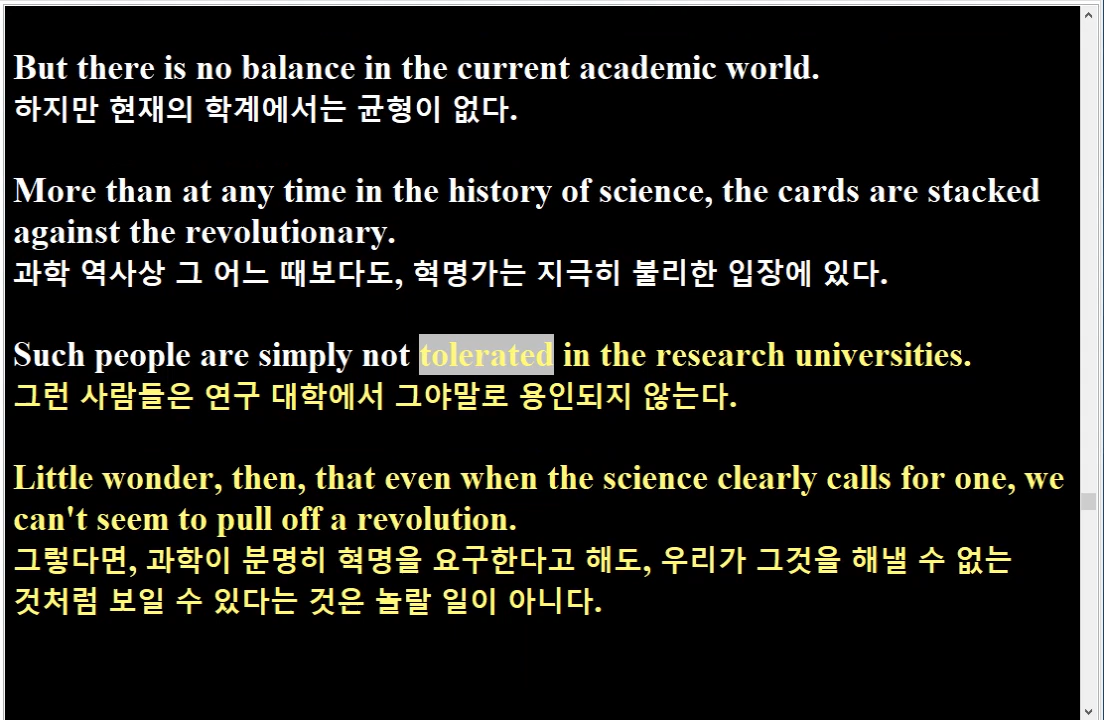 But there is no balance in the current academic world.
하지만 현재의 학계에서는 균형이 없다.
More than at any time in the history of science, the cards are stacked
against the revolutionary.
과학 역사상 그 어느 때보다도, 혁명가는 지극히 불리한 입장에 있다.
Such people are simply not tolerated in the research universities.
그런 사람들은 연구 대학에서 그야말로 용인되지 않는다.
Little wonder, then, that even when the science clearly calls for one, we
can't seem to pull off a revolution.
그렇다면, 과학이 분명히 혁명을 요구한다고 해도, 우리가 그것을 해낼 수 없는
것처럼 보일 수 있다는 것은 놀랄 일이 아니다.